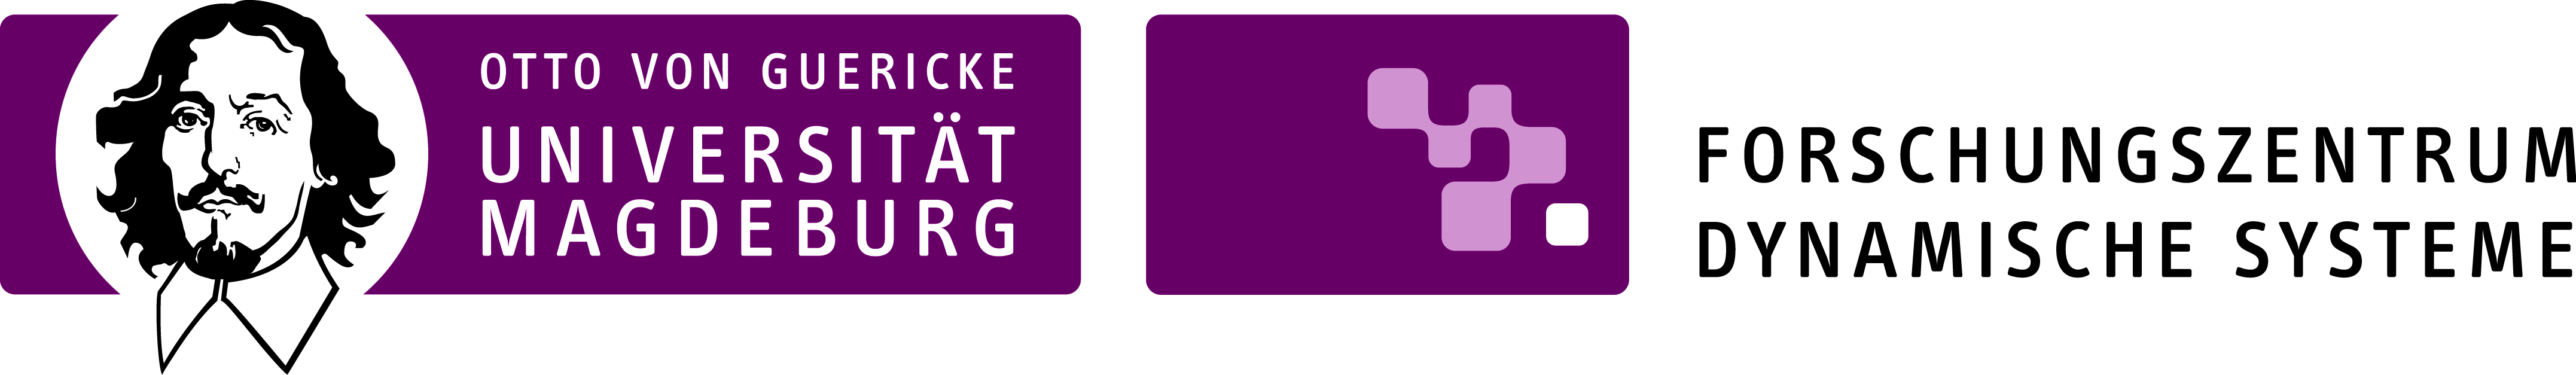 OTTO VON GUERICKE
UNIVERSITÄT
MAGDEBURG
FORSCHUNGSZENTRUM
DYNAMISCHE SYSTEME